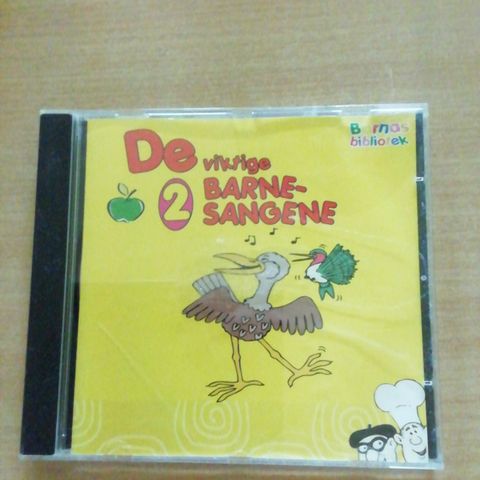 Barnas
bibliotek
De viktige
2 BARNE-
SANGENE